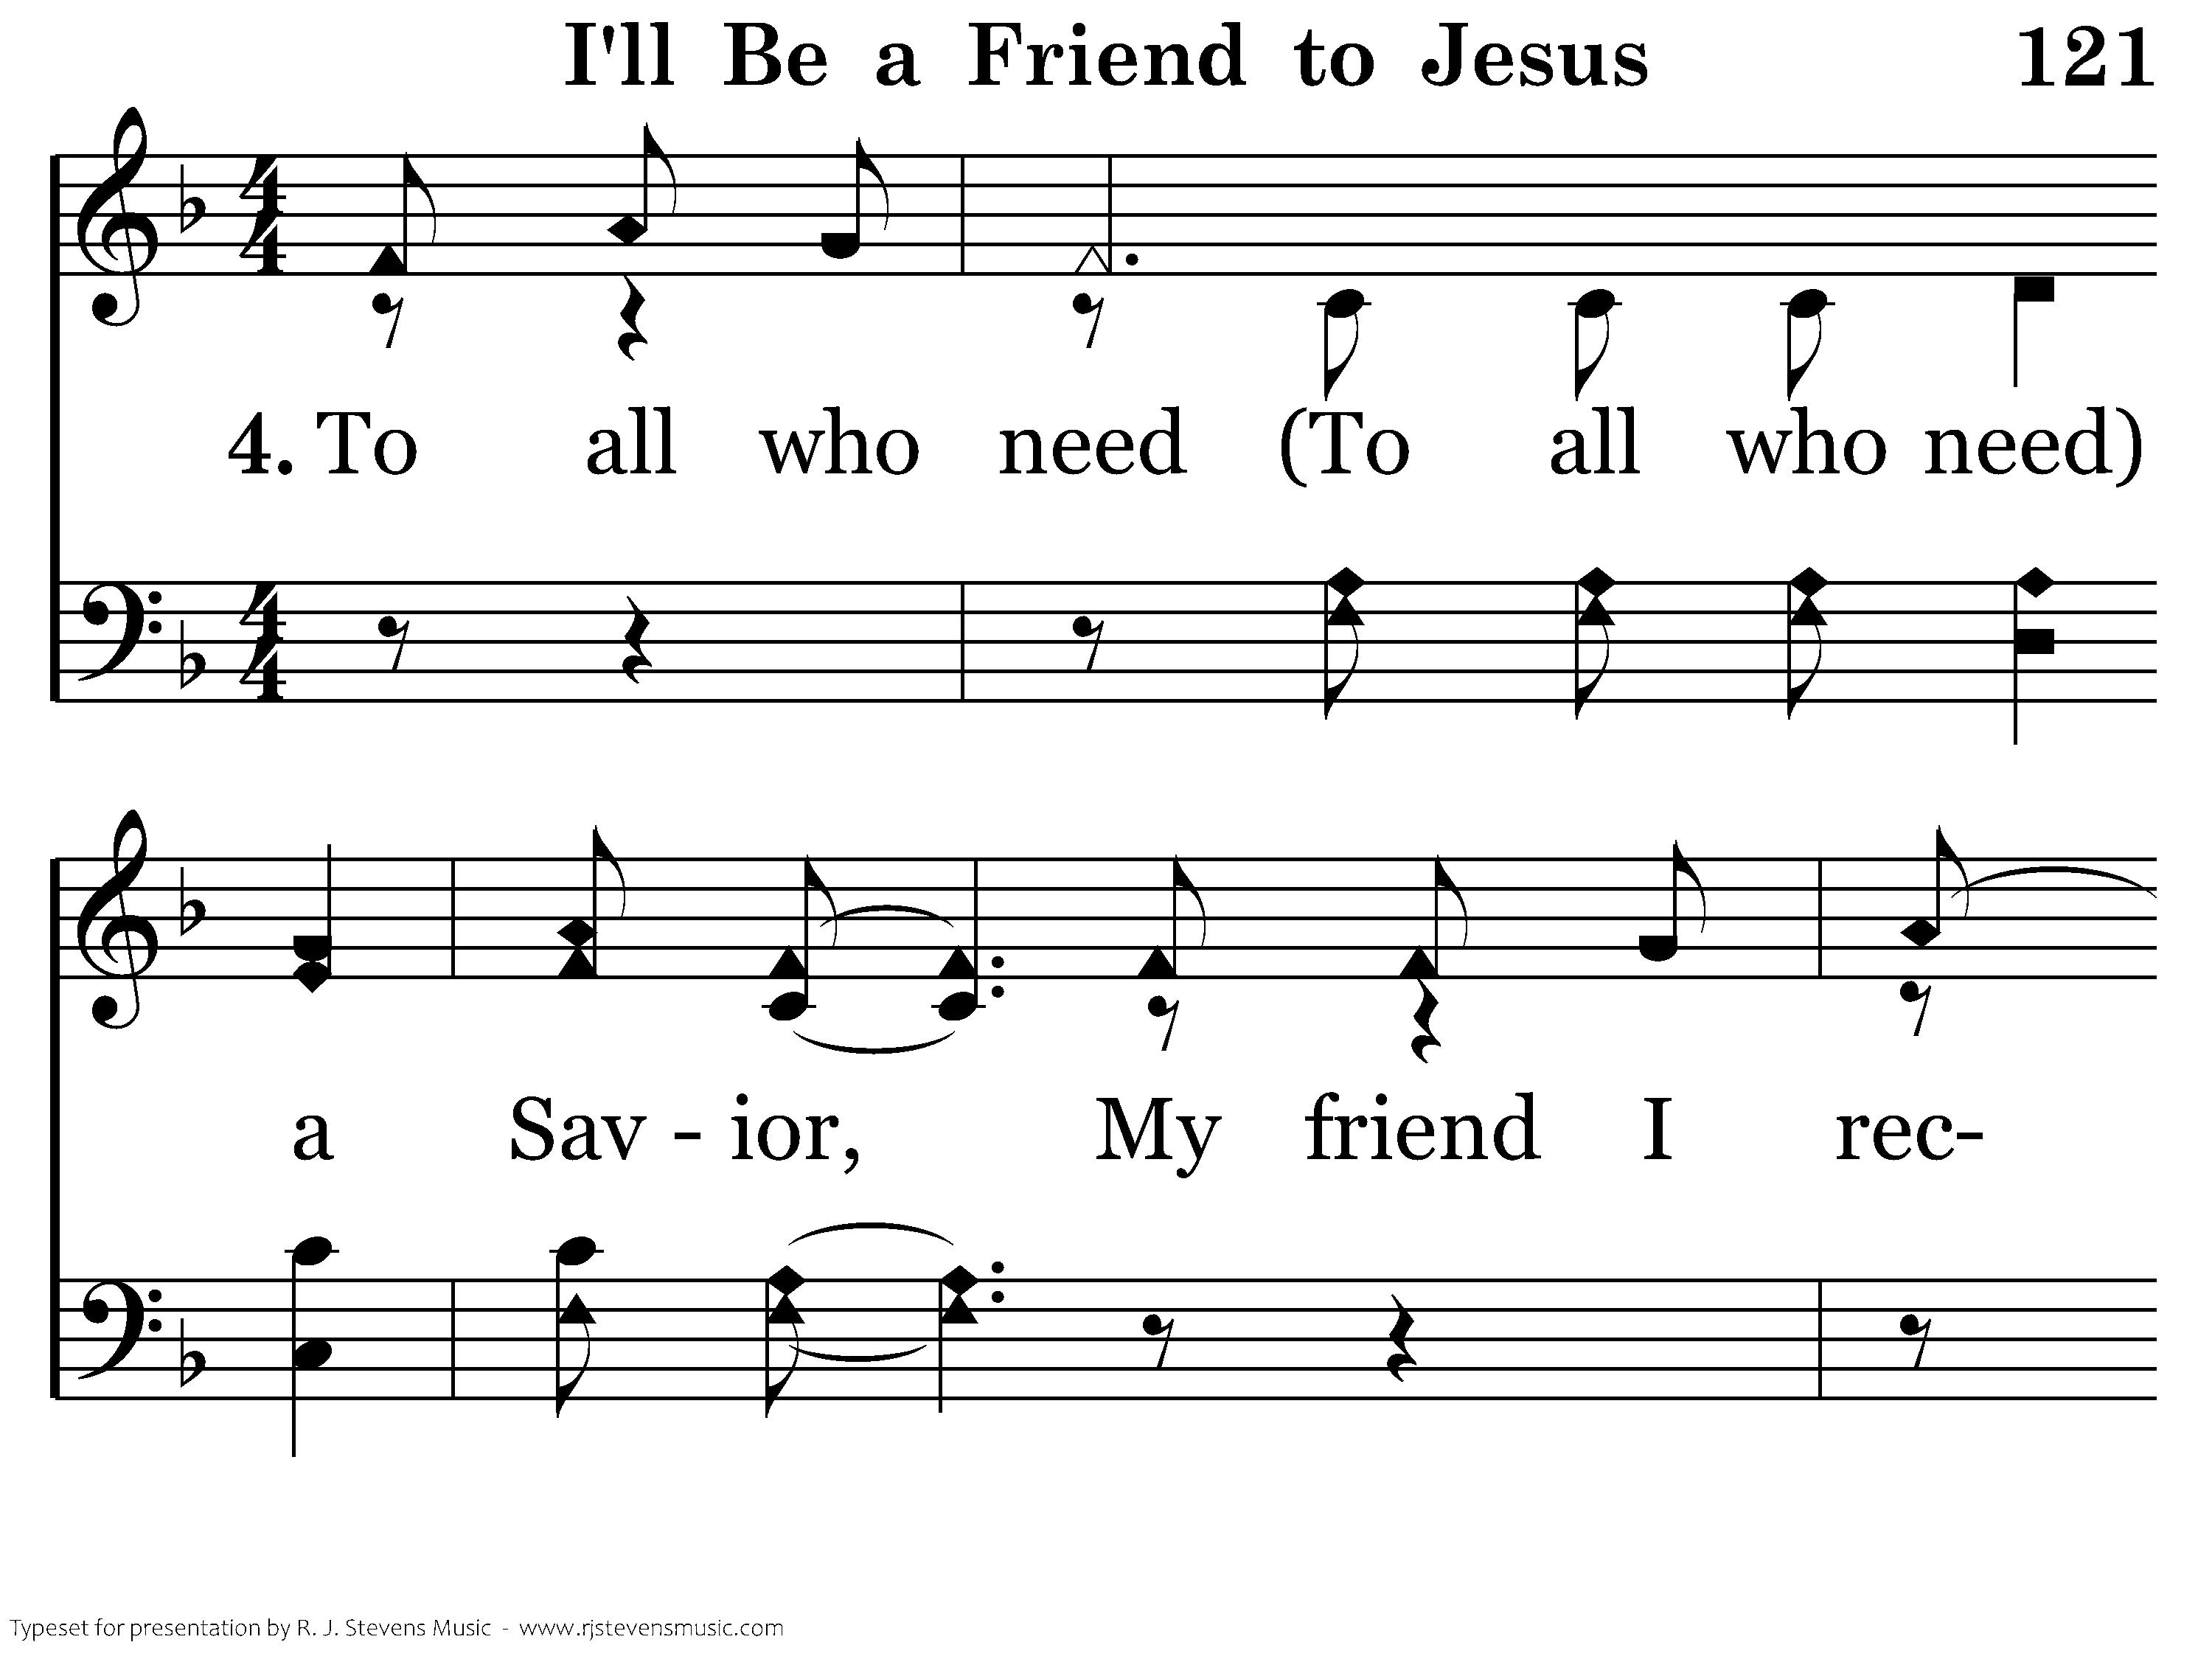 I'll Be a Friend to Jesus 121
4. To all who need (To all who need)
a Sav - ior, My friend I rec-
Typeset for presentation by R. J. Stevens Music - www.rjstevensmusic.com